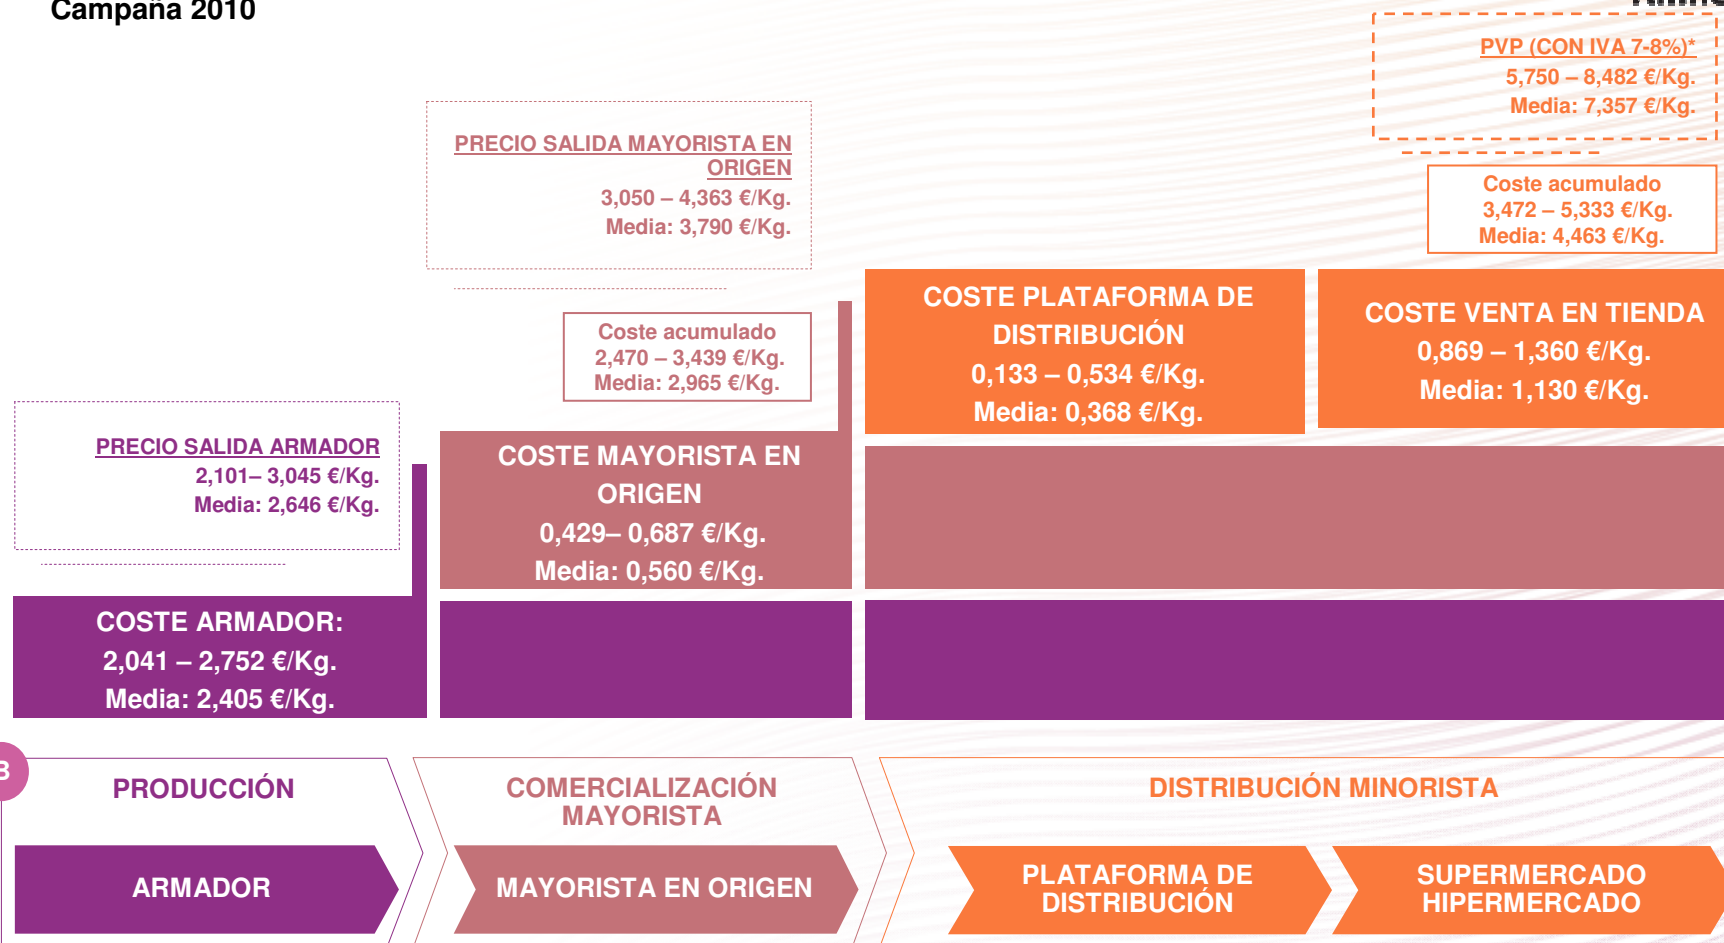 Campaña 2010
PVP (CON IVA 7-8%)*
5,750 – 8,482 €/Kg.
Media: 7,357 €/Kg.
PRECIO SALIDA MAYORISTA EN
ORIGEN
3,050 – 4,363 €/Kg.
Media: 3,790 €/Kg.
Coste acumulado
3,472 – 5,333 €/Kg.
Media: 4,463 €/Kg.
COSTE PLATAFORMA DE
DISTRIBUCIÓN
0,133 – 0,534 €/Kg.
Media: 0,368 €/Kg.
COSTE VENTA EN TIENDA
0,869 – 1,360 €/Kg.
Media: 1,130 €/Kg.
Coste acumulado
2,470 – 3,439 €/Kg.
Media: 2,965 €/Kg.
PRECIO SALIDA ARMADOR
2,101– 3,045 €/Kg.
Media: 2,646 €/Kg.
COSTE MAYORISTA EN
ORIGEN
0,429– 0,687 €/Kg.
Media: 0,560 €/Kg.
COSTE ARMADOR:
2,041 – 2,752 €/Kg.
Media: 2,405 €/Kg.
B
PRODUCCIÓN
COMERCIALIZACIÓN
MAYORISTA
DISTRIBUCIÓN MINORISTA
ARMADOR
MAYORISTA EN ORIGEN
PLATAFORMA DE
DISTRIBUCIÓN
SUPERMERCADO
HIPERMERCADO